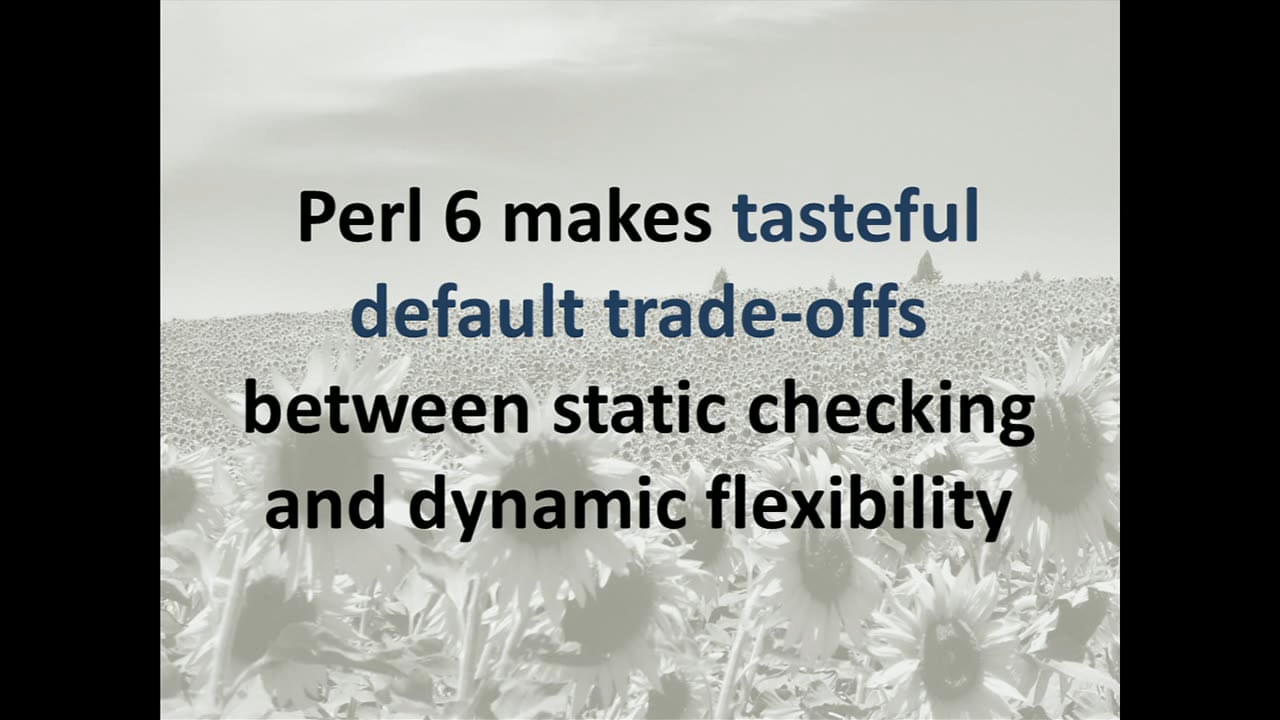 Perl 6 makes tasteful
default trade-offs
between static checking
and dynamic flexibility